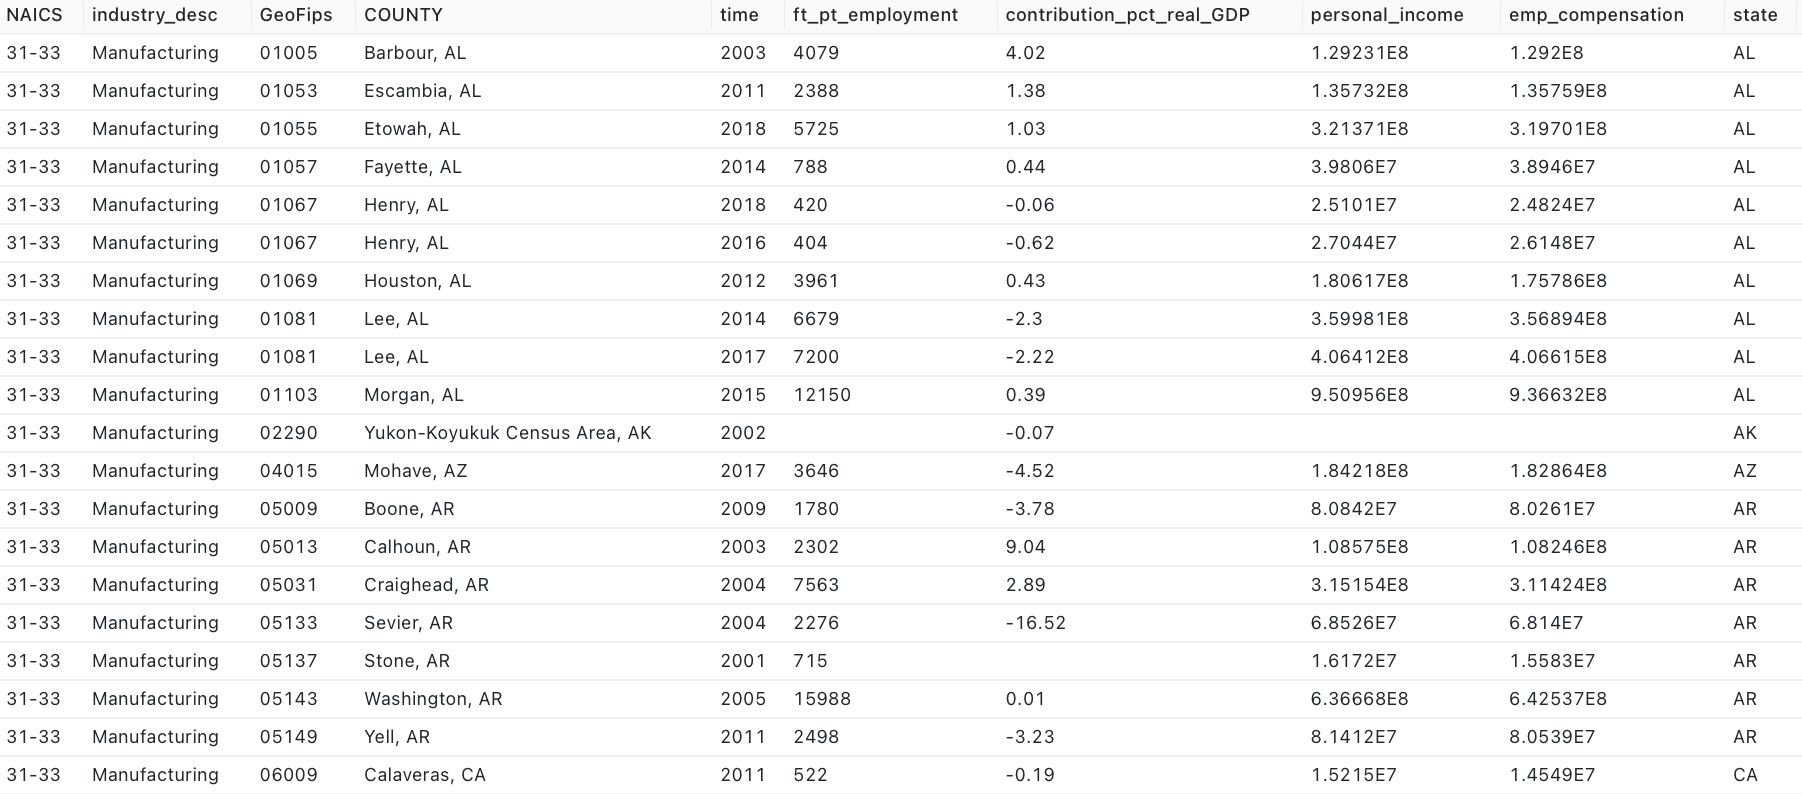 NAICS industry_desc GeoFips COUNTY time ft_pt_employment contribution_pct_real_GDP personal_income emp_compensation state
31-33 Manufacturing 01005 Barbour, AL 2003 4079 4.02 1.29231E8 1.292E8 AL
31-33 Manufacturing 01053 Escambia, AL 2011 2388 1.38 1.35732E8 1.35759E8 AL
31-33 Manufacturing 01055 Etowah, AL 2018 5725 1.03 3.21371E8 3.19701E8 AL
31-33 Manufacturing 01057 Fayette, AL 2014 788 0.44 3.9806E7 3.8946E7 AL
31-33 Manufacturing 01067 Henry, AL 2018 420 -0.06 2.5101E7 2.4824E7 AL
31-33 Manufacturing 01067 Henry, AL 2016 404 -0.62 2.7044E7 2.6148E7 AL
31-33 Manufacturing 01069 Houston, AL 2012 3961 0.43 1.80617E8 1.75786E8 AL
31-33 Manufacturing 01081 Lee, AL 2014 6679 -2.3 3.59981E8 3.56894E8 AL
31-33 Manufacturing 01081 Lee, AL 2017 7200 -2.22 4.06412E8 4.06615E8 AL
31-33 Manufacturing 01103 Morgan, AL 2015 12150 0.39 9.50956E8 9.36632E8 AL
31-33 Manufacturing 02290 Yukon-Koyukuk Census Area, AK 2002 -0.07 AK
31-33 Manufacturing 04015 Mohave, AZ 2017 3646 -4.52 1.84218E8 1.82864E8 AZ
31-33 Manufacturing 05009 Boone, AR 2009 1780 -3.78 8.0842E7 8.0261E7 AR
31-33 Manufacturing 05013 Calhoun, AR 2003 2302 9.04 1.08575E8 1.08246E8 AR
31-33 Manufacturing 05031 Craighead, AR 2004 7563 2.89 3.15154E8 3.11424E8 AR
31-33 Manufacturing 05133 Sevier, AR 2004 2276 -16.52 6.8526E7 6.814E7 AR
31-33 Manufacturing 05137 Stone, AR 2001 715 1.6172E7 1.5583E7 AR
31-33 Manufacturing 05143 Washington, AR 2005 15988 0.01 6.36668E8 6.42537E8 AR
31-33 Manufacturing 05149 Yell, AR 2011 2498 -3.23 8.1412E7 8.0539E7 AR
31-33 Manufacturing 06009 Calaveras, CA 2011 522 -0.19 1.5215E7 1.4549E7 CA